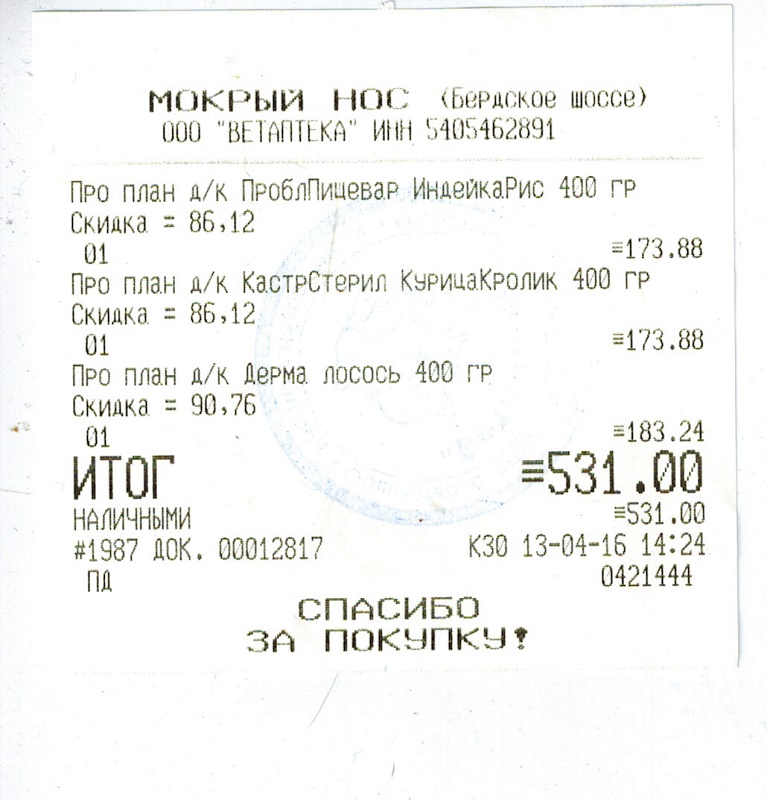 МОКРЫЙ НОС (Бердское шоссе)
ООО "ВЕТАПТЕКА" ИНН 5405462891
Про план д/к ПроблПищевар ИндейкаРис 400 гр
Скидка = 86,12
01 ≡173.88
Про план д/к КастрСтерил КурицаКролик 400 гр
Скидка = 86,12
01 ≡173.88
Про план д/к Дерма лосось 400 гр
Скидка = 90,76
01 ≡183.24
ИТОГ ≡531.00
НАЛИЧНЫМИ ≡531.00
#1987 ДОК. 00012817 К30 13-04-16 14:24
ПД 0421444
СПАСИБО
ЗА ПОКУПКУ!